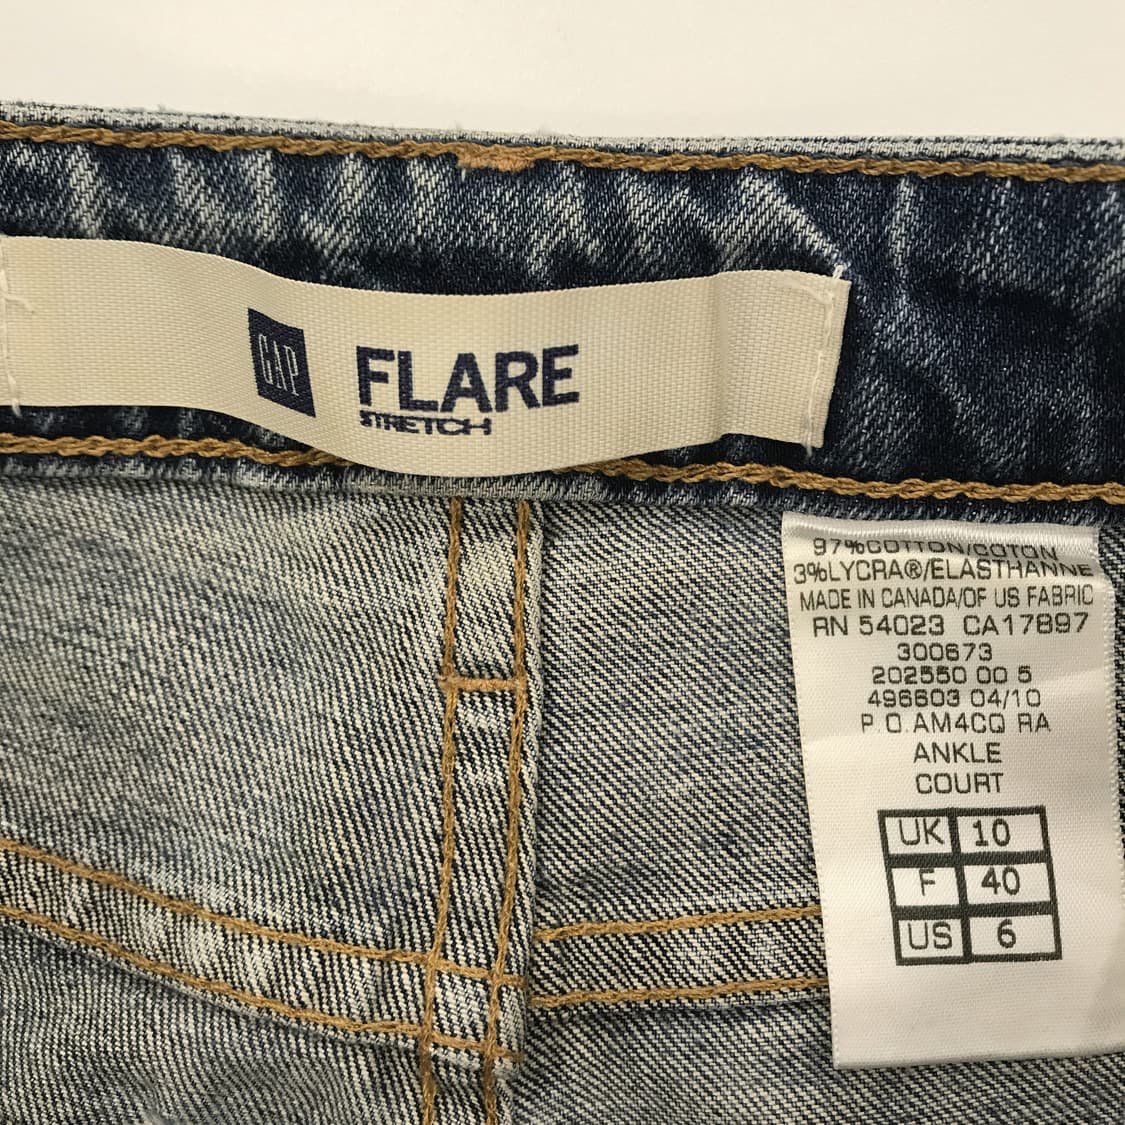 GAP
FLARE
STRETCH
97%COTTON/COTON
3%LYCRA®/ELASTHANNE
MADE IN CANADA/OF US FABRIC
RN 54023 CA17897
300673
202550 00 5
496603 04/10
P.O.AM4CQ RA
ANKLE
COURT
UK 10
F 40
US 6